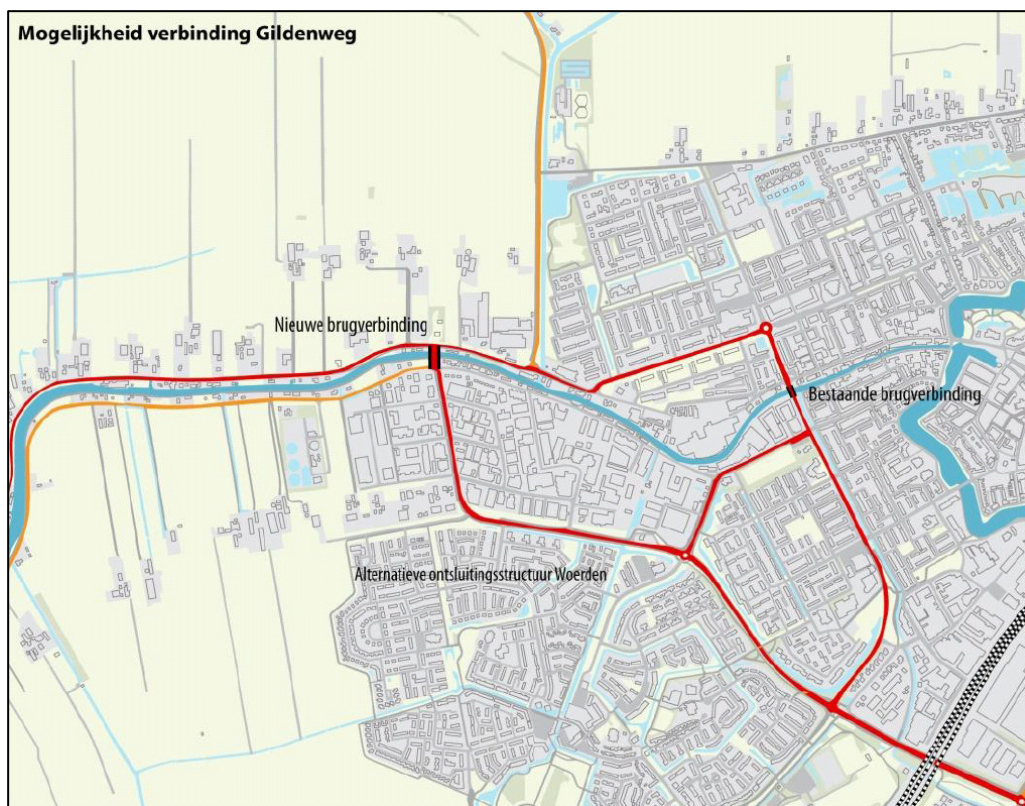 Mogelijkheid verbinding Gildenweg
Nieuwe brugverbinding
Bestaande brugverbinding
Alternatieve ontsluitingsstructuur Woerden